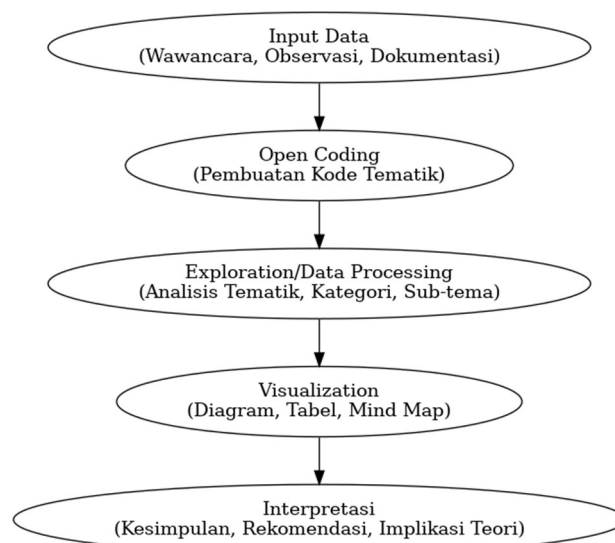 Input Data
(Wawancara, Observasi, Dokumentasi)
Open Coding
(Pembuatan Kode Tematik)
Exploration/Data Processing
(Analisis Tematik, Kategori, Sub-tema)
Visualization
(Diagram, Tabel, Mind Map)
Interpretasi
(Kesimpulan, Rekomendasi, Implikasi Teori)